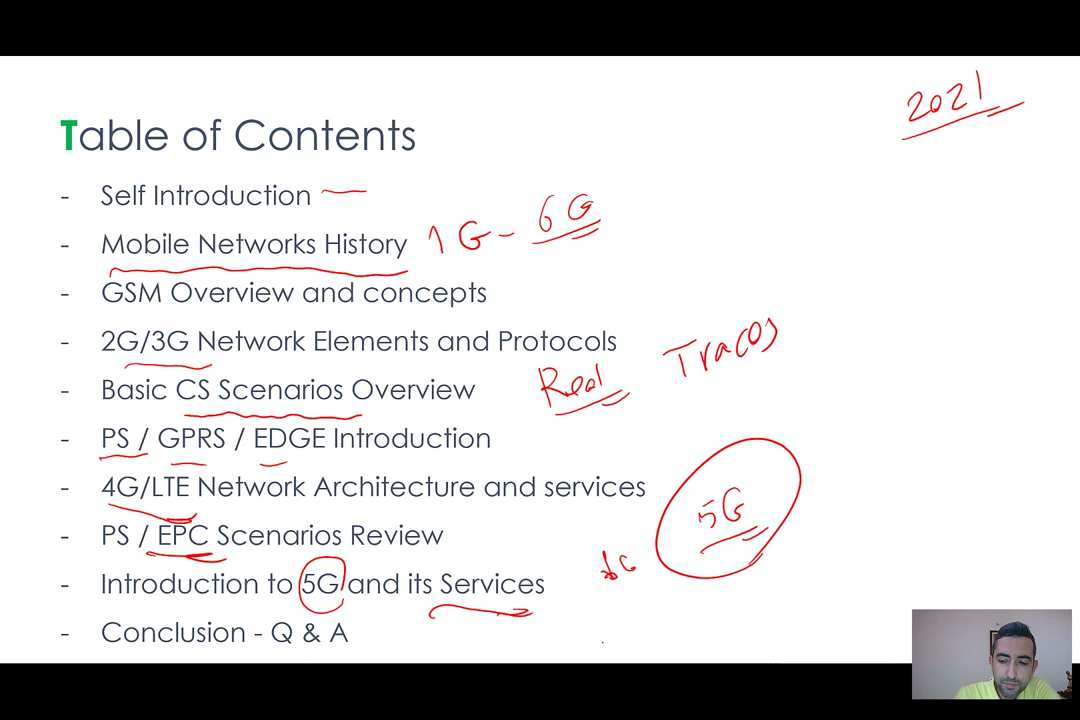 2021
Table of Contents
- Self Introduction
- Mobile Networks History 1G - 6G
- GSM Overview and concepts
- 2G/3G Network Elements and Protocols
- Basic CS Scenarios Overview Real Traces
- PS / GPRS / EDGE Introduction
- 4G/LTE Network Architecture and services
- PS / EPC Scenarios Review
5G
- Introduction to 5G and its Services
- Conclusion - Q & A